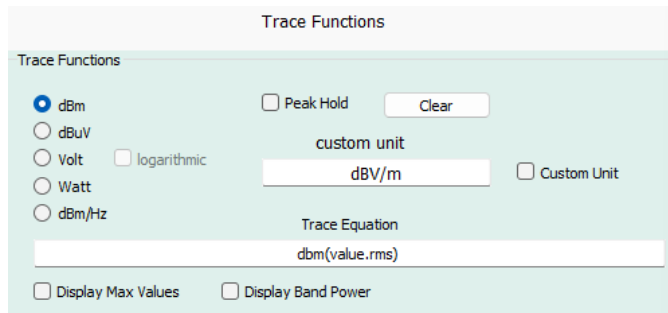 Trace Functions
Trace Functions
dBm
Peak Hold
Clear
dBuV
custom unit
Volt
logarithmic
dBV/m
Custom Unit
Watt
dBm/Hz
Trace Equation
dbm(value.rms)
Display Max Values
Display Band Power